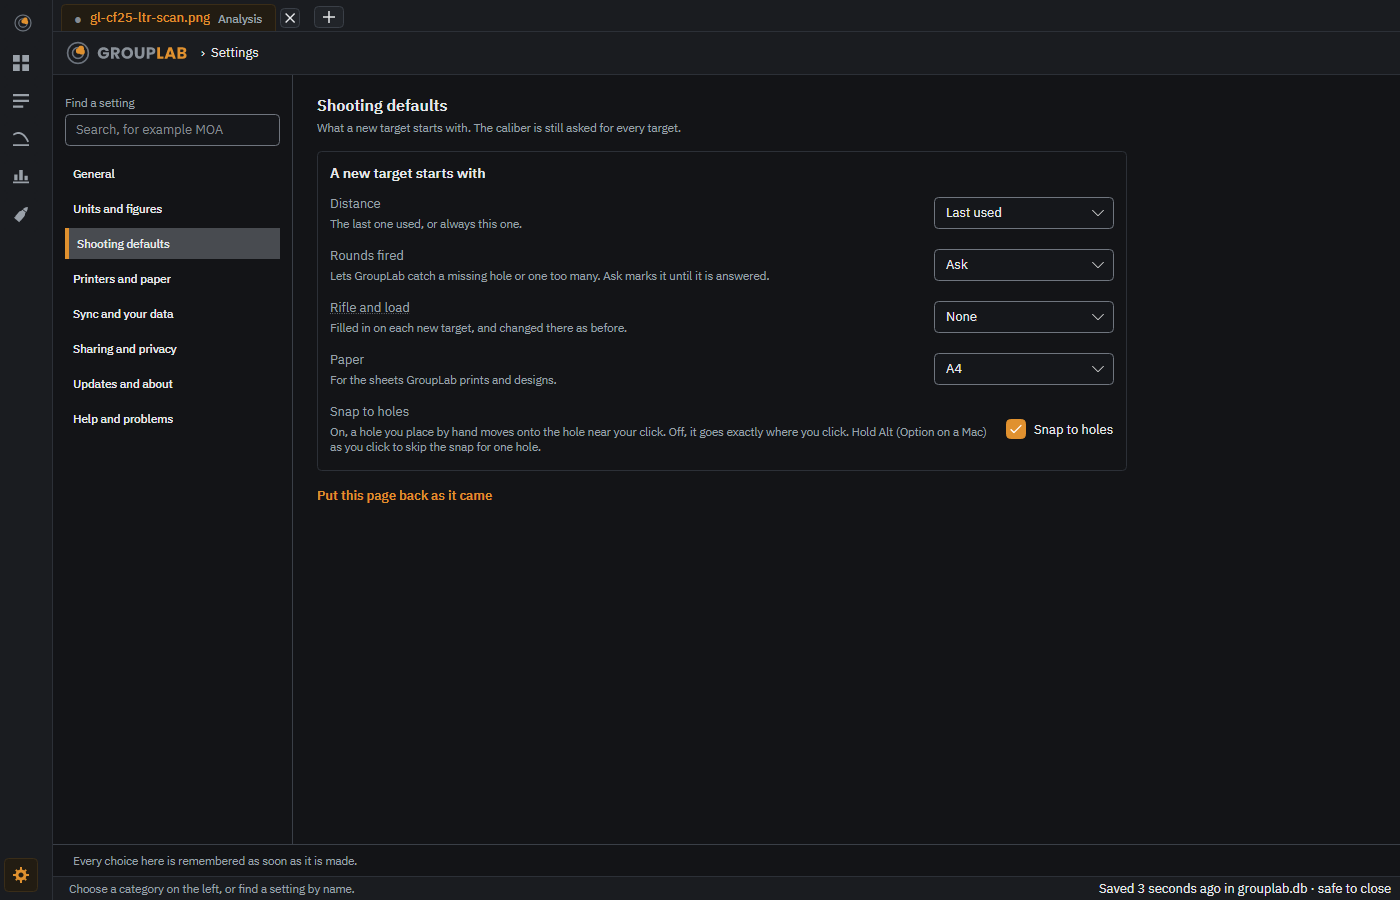 gl-cf25-ltr-scan.png Analysis
GROUPLAB › Settings
Find a setting
Search, for example MOA
General
Units and figures
Shooting defaults
Printers and paper
Sync and your data
Sharing and privacy
Updates and about
Help and problems
Shooting defaults
What a new target starts with. The caliber is still asked for every target.
A new target starts with
Distance
The last one used, or always this one.
Last used
Rounds fired
Lets GroupLab catch a missing hole or one too many. Ask marks it until it is answered.
Ask
Rifle and load
Filled in on each new target, and changed there as before.
None
Paper
For the sheets GroupLab prints and designs.
A4
Snap to holes
On, a hole you place by hand moves onto the hole near your click. Off, it goes exactly where you click. Hold Alt (Option on a Mac)
as you click to skip the snap for one hole.
Snap to holes
Put this page back as it came
Every choice here is remembered as soon as it is made.
Choose a category on the left, or find a setting by name.
Saved 3 seconds ago in grouplab.db · safe to close